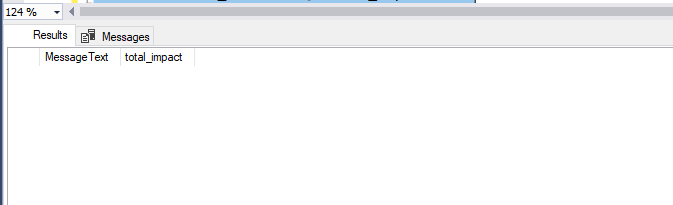 124 %
Results Messages
MessageText total_impact